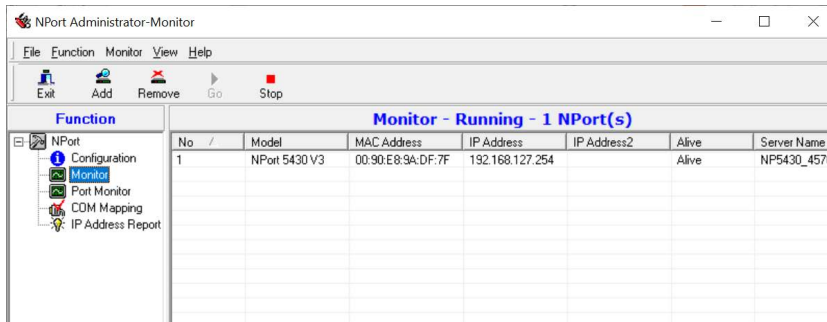 NPort Administrator-Monitor
File Function Monitor View Help
Exit Add Remove Go Stop
Function
Monitor - Running - 1 NPort(s)
NPort
Configuration
Monitor
Port Monitor
COM Mapping
IP Address Report
No Model MAC Address IP Address IP Address2 Alive Server Name
1 NPort 5430 V3 00:90:E8:9A:DF:7F 192.168.127.254 Alive NP5430_457